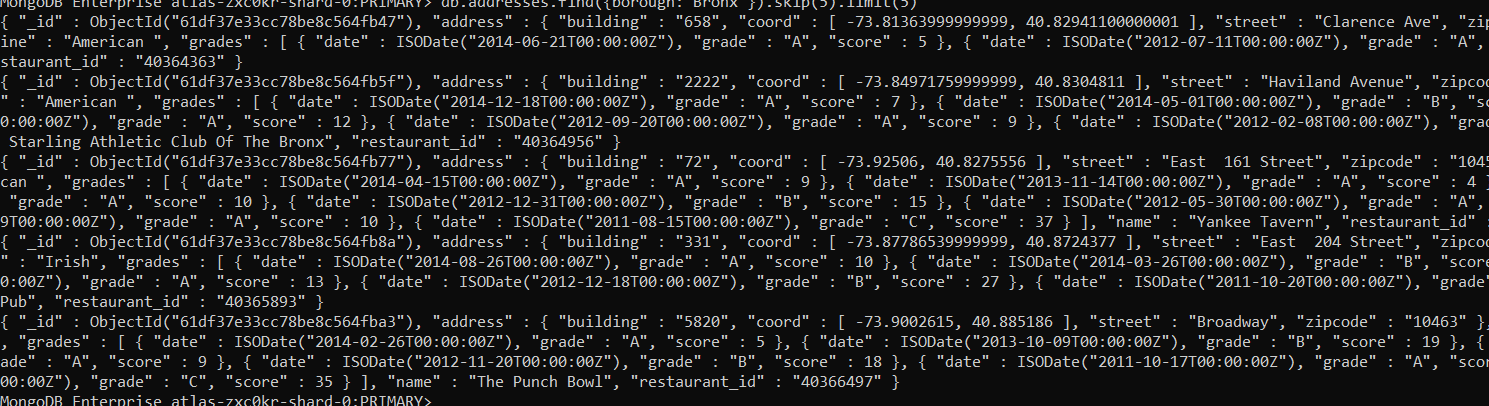 MongoDB Enterprise atlas-zxc0kr-shard-0:PRIMARY> db.addresses.find({borough: "Bronx"}).skip(5).limit(5)
{ "_id" : ObjectId("61df37e33cc78be8c564fb47"), "address" : { "building" : "658", "coord" : [ -73.81363999999999, 40.82941100000001 ], "street" : "Clarence Ave", "zip
ine" : "American ", "grades" : [ { "date" : ISODate("2014-06-21T00:00:00Z"), "grade" : "A", "score" : 5 }, { "date" : ISODate("2012-07-11T00:00:00Z"), "grade" : "A",
staurant_id" : "40364363" }
{ "_id" : ObjectId("61df37e33cc78be8c564fb5f"), "address" : { "building" : "2222", "coord" : [ -73.84971759999999, 40.8304811 ], "street" : "Haviland Avenue", "zipcod
" : "American ", "grades" : [ { "date" : ISODate("2014-12-18T00:00:00Z"), "grade" : "A", "score" : 7 }, { "date" : ISODate("2014-05-01T00:00:00Z"), "grade" : "B", "sc
0:00Z"), "grade" : "A", "score" : 12 }, { "date" : ISODate("2012-09-20T00:00:00Z"), "grade" : "A", "score" : 9 }, { "date" : ISODate("2012-02-08T00:00:00Z"), "grad
Starling Athletic Club Of The Bronx", "restaurant_id" : "40364956" }
{ "_id" : ObjectId("61df37e33cc78be8c564fb77"), "address" : { "building" : "72", "coord" : [ -73.92506, 40.8275556 ], "street" : "East  161 Street", "zipcode" : "1045
can ", "grades" : [ { "date" : ISODate("2014-04-15T00:00:00Z"), "grade" : "A", "score" : 9 }, { "date" : ISODate("2013-11-14T00:00:00Z"), "grade" : "A", "score" : 4 }
"grade" : "A", "score" : 10 }, { "date" : ISODate("2012-12-31T00:00:00Z"), "grade" : "B", "score" : 15 }, { "date" : ISODate("2012-05-30T00:00:00Z"), "grade" : "A",
9T00:00:00Z"), "grade" : "A", "score" : 10 }, { "date" : ISODate("2011-08-15T00:00:00Z"), "grade" : "C", "score" : 37 } ], "name" : "Yankee Tavern", "restaurant_id" :
{ "_id" : ObjectId("61df37e33cc78be8c564fb8a"), "address" : { "building" : "331", "coord" : [ -73.87786539999999, 40.8724377 ], "street" : "East  204 Street", "zipcod
" : "Irish", "grades" : [ { "date" : ISODate("2014-08-26T00:00:00Z"), "grade" : "A", "score" : 10 }, { "date" : ISODate("2014-03-26T00:00:00Z"), "grade" : "B", "score
0:00Z"), "grade" : "A", "score" : 13 }, { "date" : ISODate("2012-12-18T00:00:00Z"), "grade" : "B", "score" : 27 }, { "date" : ISODate("2011-10-20T00:00:00Z"), "grade"
Pub", "restaurant_id" : "40365893" }
{ "_id" : ObjectId("61df37e33cc78be8c564fba3"), "address" : { "building" : "5820", "coord" : [ -73.9002615, 40.885186 ], "street" : "Broadway", "zipcode" : "10463" },
, "grades" : [ { "date" : ISODate("2014-02-26T00:00:00Z"), "grade" : "A", "score" : 5 }, { "date" : ISODate("2013-10-09T00:00:00Z"), "grade" : "B", "score" : 19 }, {
ade" : "A", "score" : 9 }, { "date" : ISODate("2012-11-20T00:00:00Z"), "grade" : "B", "score" : 18 }, { "date" : ISODate("2011-10-17T00:00:00Z"), "grade" : "A", "sco
00:00Z"), "grade" : "C", "score" : 35 } ], "name" : "The Punch Bowl", "restaurant_id" : "40366497" }
MongoDB Enterprise atlas-zxc0kr-shard-0:PRIMARY>